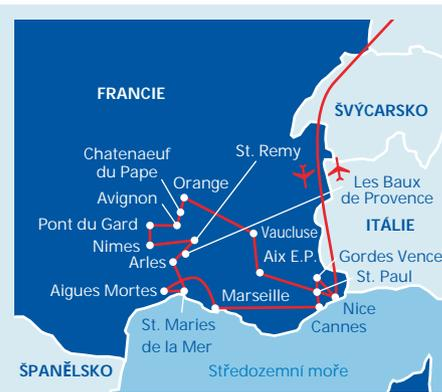 FRANCIE
ŠVÝCARSKO
Chatenaeuf
du Pape
St. Remy
Orange
Avignon
Les Baux
de Provence
Pont du Gard
Vaucluse
ITÁLIE
Nimes
Aix E.P.
Gordes Vence
Arles
St. Paul
Aigues Mortes
Marseille
Nice
St. Maries
de la Mer
Cannes
ŠPANĚLSKO
Středozemní moře